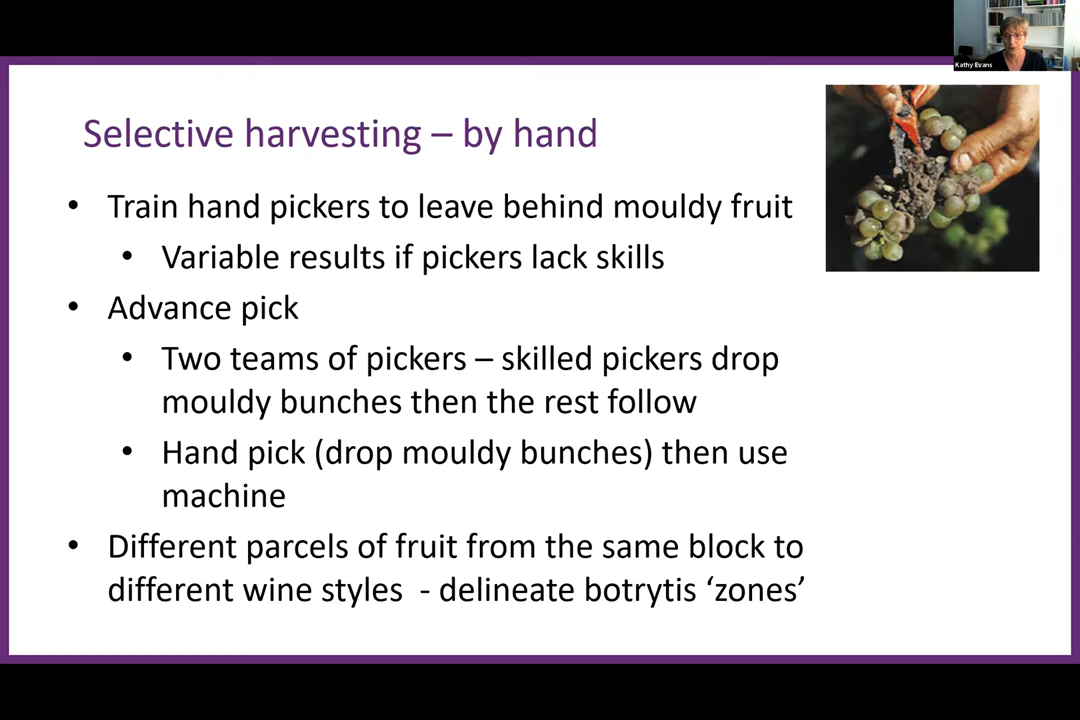 Kathy Evans
Selective harvesting – by hand
• Train hand pickers to leave behind mouldy fruit
• Variable results if pickers lack skills
• Advance pick
• Two teams of pickers – skilled pickers drop
mouldy bunches then the rest follow
• Hand pick (drop mouldy bunches) then use
machine
• Different parcels of fruit from the same block to
different wine styles - delineate botrytis ‘zones’